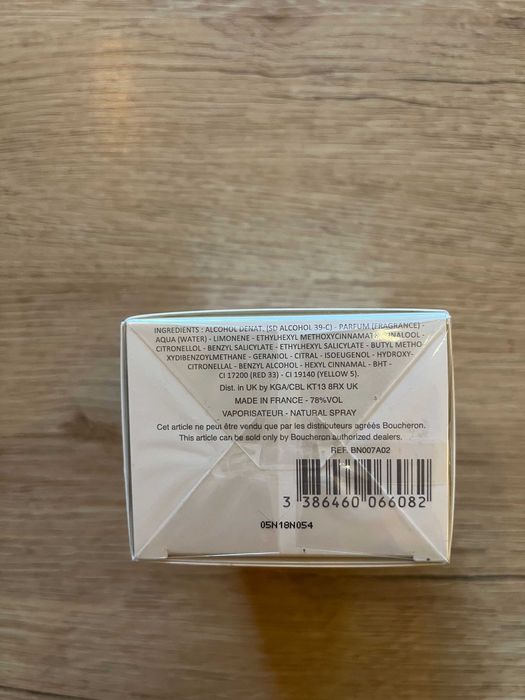 INGREDIENTS : ALCOHOL DENAT. (SD ALCOHOL 39-C) - PARFUM (FRAGRANCE) -
AQUA (WATER) - LIMONENE - ETHYLHEXYL METHOXYCINNAMATE - LINALOOL -
CITRONELLOL - BENZYL SALICYLATE - ETHYLHEXYL SALICYLATE - BUTYL METHO-
XYDIBENZOYLMETHANE - GERANIOL - CITRAL - ISOEUGENOL - HYDROXY-
CITRONELLAL - BENZYL ALCOHOL - HEXYL CINNAMAL - BHT -
CI 17200 (RED 33) - CI 19140 (YELLOW 5).
Dist. in UK by KGA/CBL KT13 8RX UK
MADE IN FRANCE - 78%VOL
VAPORISATEUR - NATURAL SPRAY
Cet article ne peut être vendu que par les distributeurs agréés Boucheron.
This article can be sold only by Boucheron authorized dealers.
REF. BN007A02
3 386460 066082
05N18N054